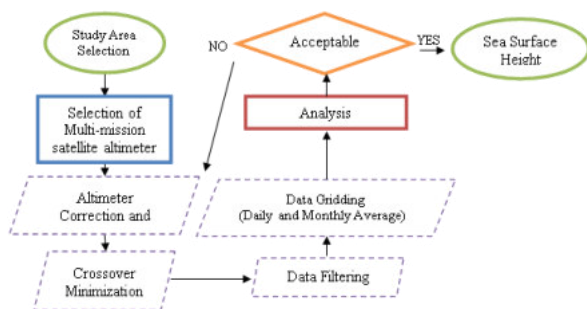 Study Area
Selection
Selection of
Multi-mission
satellite altimeter
Altimeter
Correction and
Crossover
Minimization
Data Filtering
Data Gridding
(Daily and Monthly Average)
Analysis
Acceptable
NO
YES
Sea Surface
Height